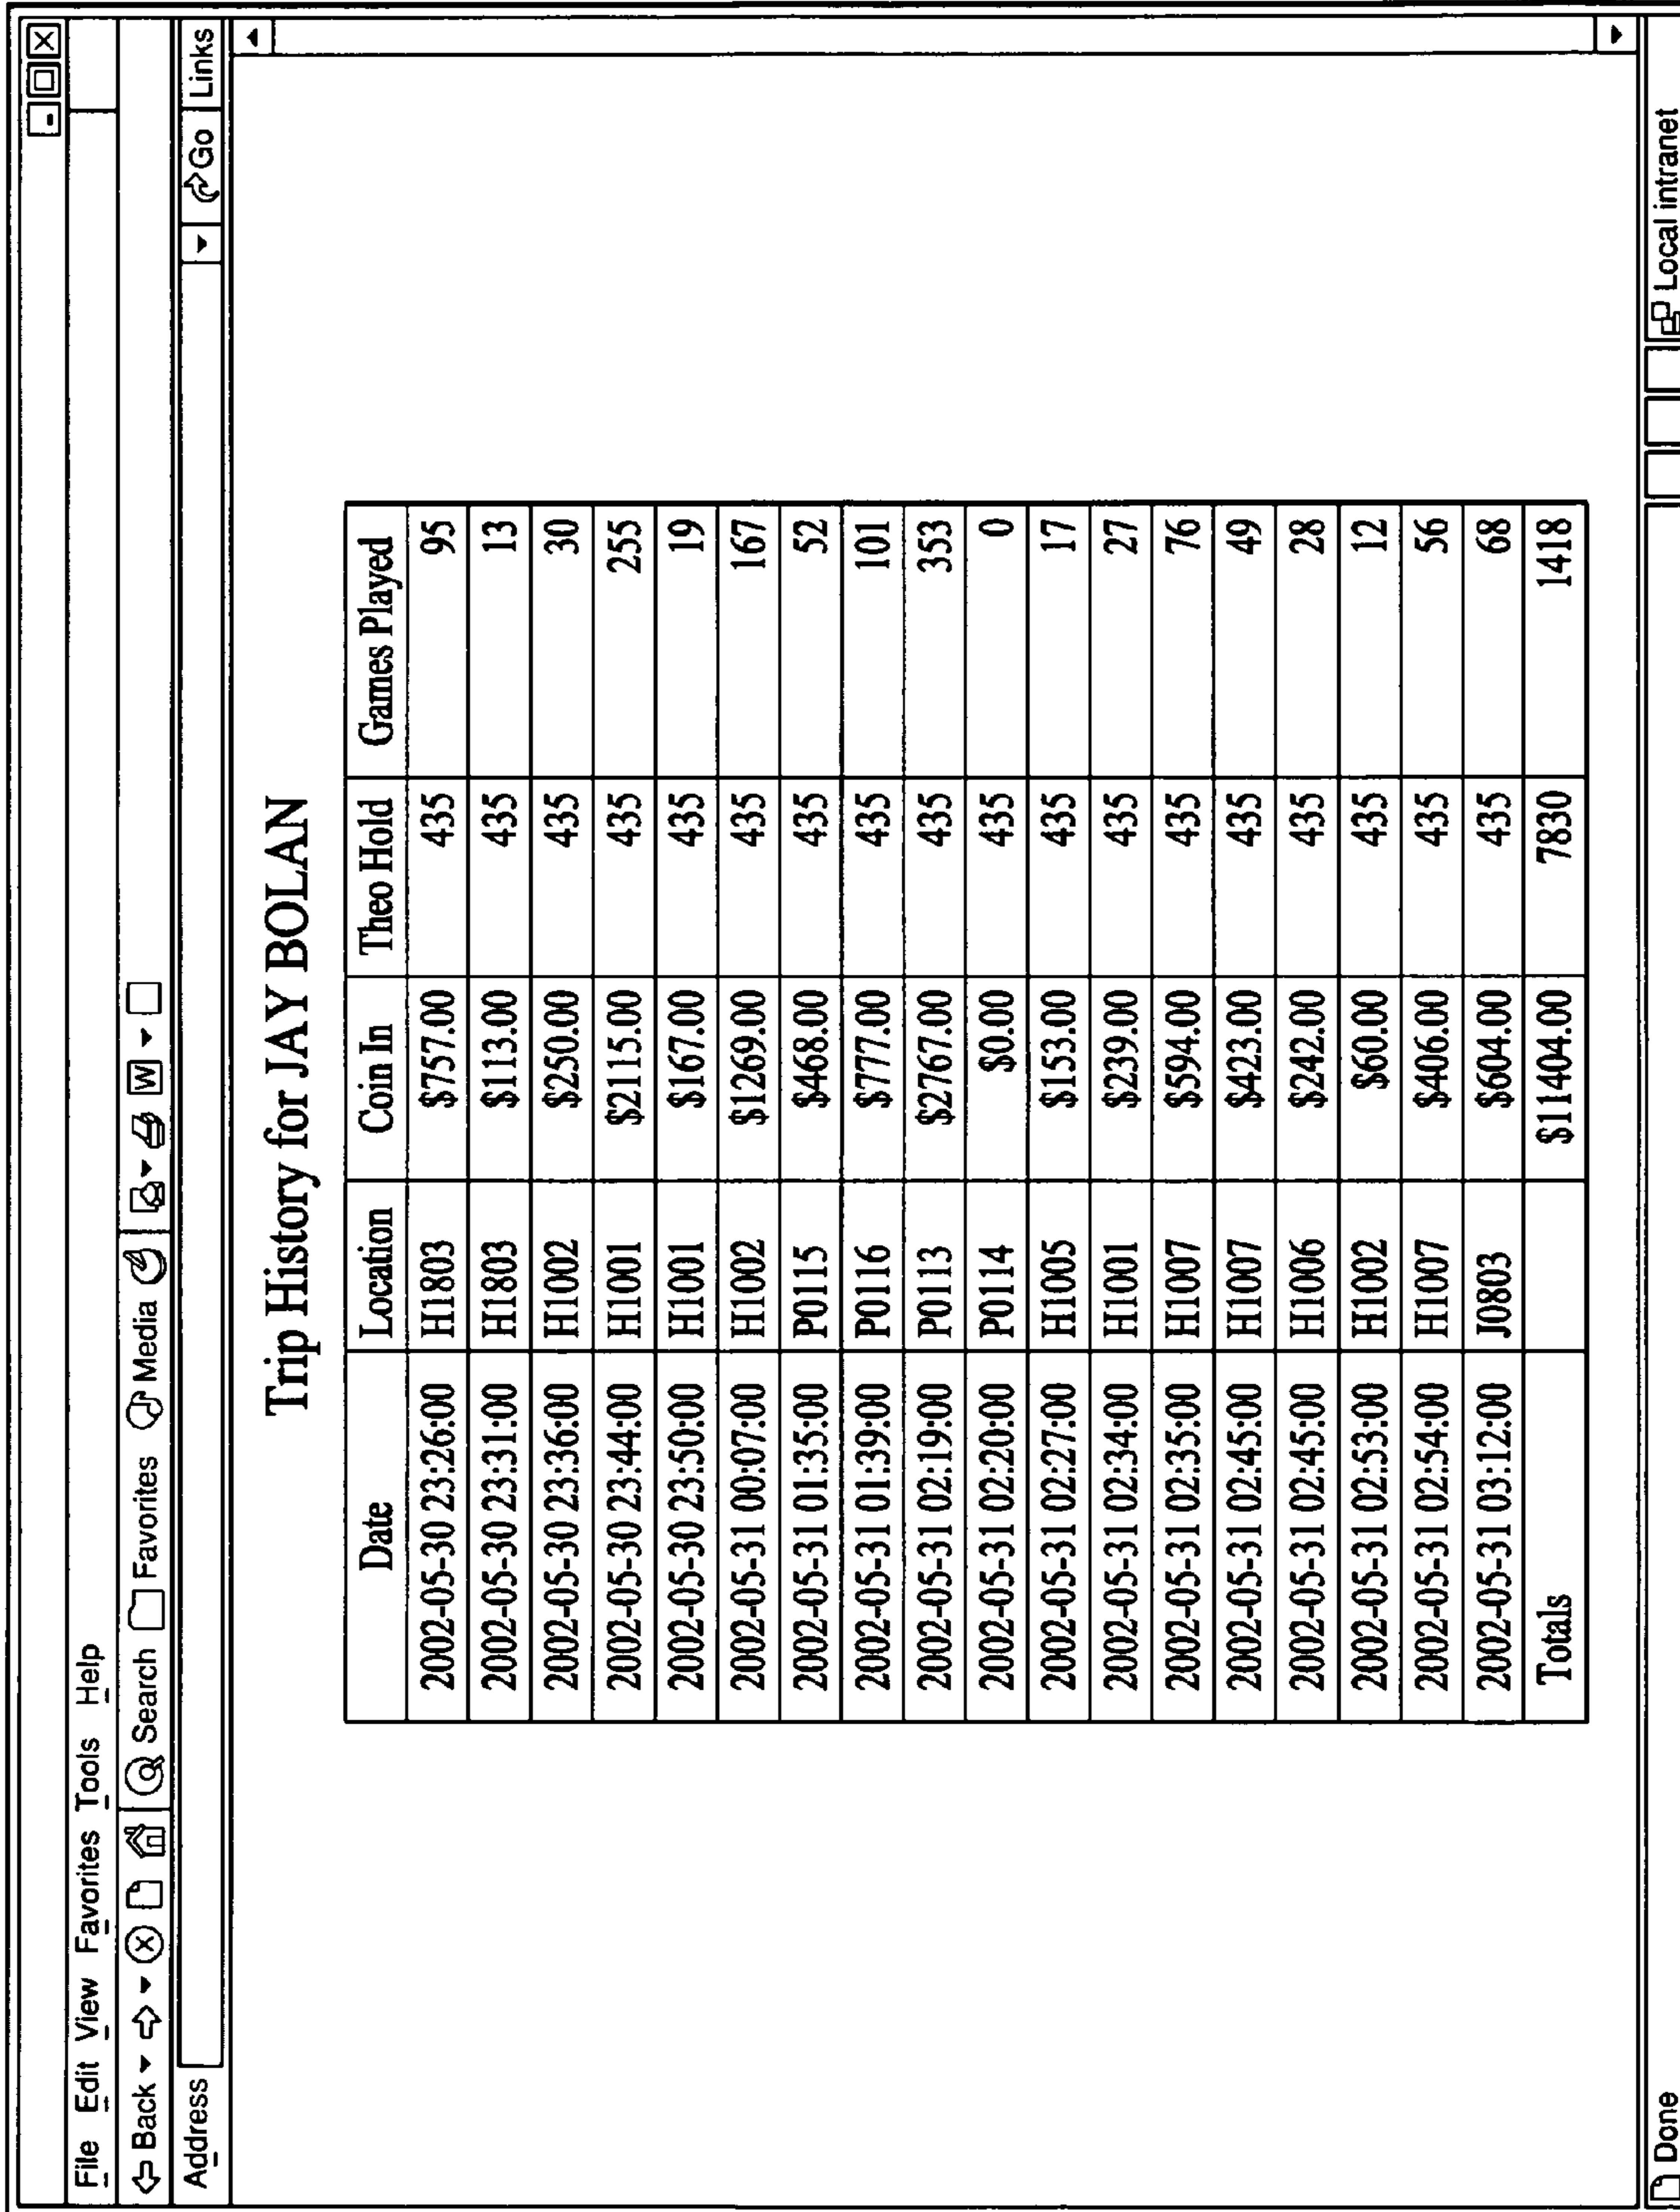 File Edit View Favorites Tools Help
Back Search Favorites Media W
Address Go Links
Trip History for JAY BOLAN
Date Location Coin In Theo Hold Games Played
2002-05-30 23:26:00 H1803 $757.00 435 95
2002-05-30 23:31:00 H1803 $113.00 435 13
2002-05-30 23:36:00 H1002 $250.00 435 30
2002-05-30 23:44:00 H1001 $2115.00 435 255
2002-05-30 23:50:00 H1001 $167.00 435 19
2002-05-31 00:07:00 H1002 $1269.00 435 167
2002-05-31 01:35:00 P0115 $468.00 435 52
2002-05-31 01:39:00 P0116 $777.00 435 101
2002-05-31 02:19:00 P0113 $2767.00 435 353
2002-05-31 02:20:00 P0114 $0.00 435 0
2002-05-31 02:27:00 H1005 $153.00 435 17
2002-05-31 02:34:00 H1001 $239.00 435 27
2002-05-31 02:35:00 H1007 $594.00 435 76
2002-05-31 02:45:00 H1007 $423.00 435 49
2002-05-31 02:45:00 H1006 $242.00 435 28
2002-05-31 02:53:00 H1002 $60.00 435 12
2002-05-31 02:54:00 H1007 $406.00 435 56
2002-05-31 03:12:00 J0803 $604.00 435 68
Totals $11404.00 7830 1418
Done Local intranet